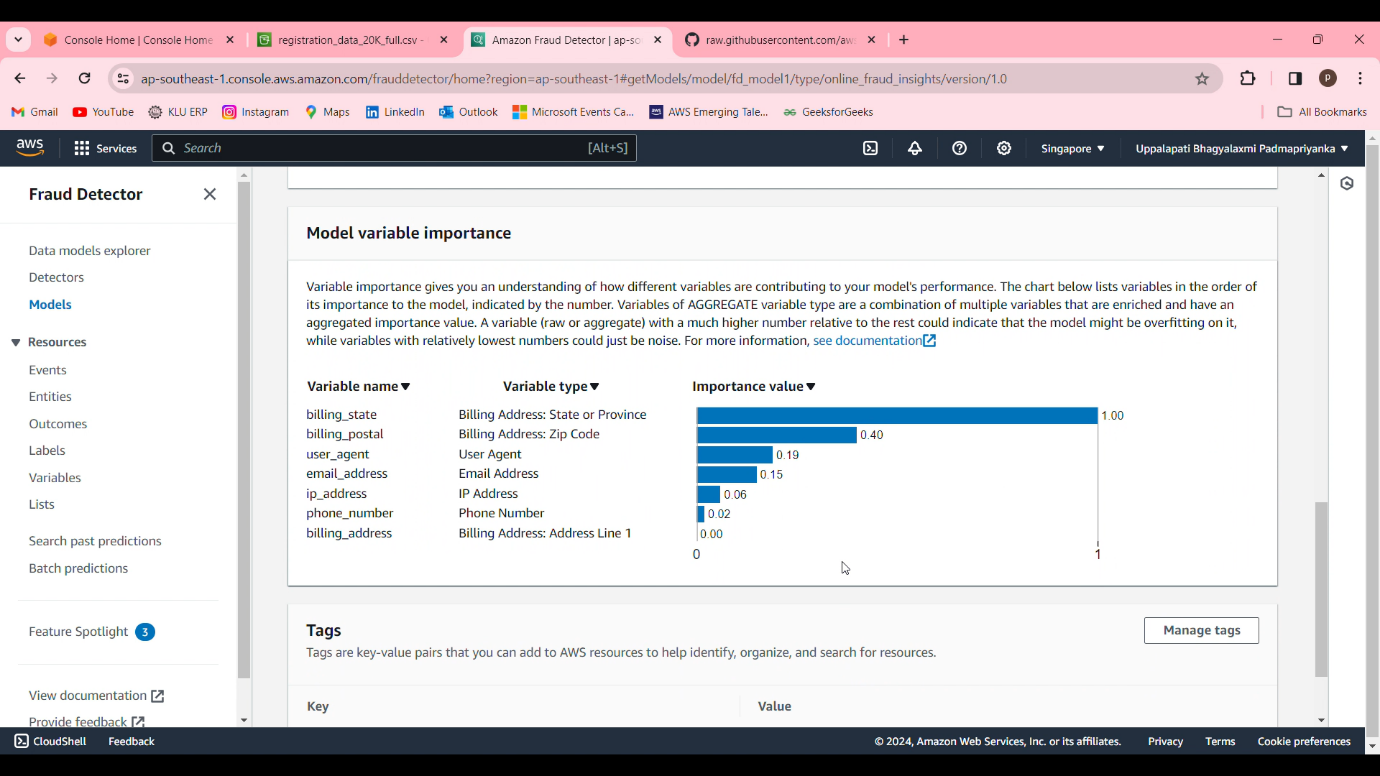 Console Home | Console Home
registration_data_20K_full.csv -
Amazon Fraud Detector | ap-so
raw.githubusercontent.com/aw
ap-southeast-1.console.aws.amazon.com/frauddetector/home?region=ap-southeast-1#getModels/model/fd_model1/type/online_fraud_insights/version/1.0
P
Gmail
YouTube
KLU ERP
Instagram
Maps
LinkedIn
Outlook
Microsoft Events Ca...
AWS Emerging Tale...
GeeksforGeeks
All Bookmarks
aws
Services
Search
[Alt+S]
Singapore
Uppalapati Bhagyalaxmi Padmapriyanka
Fraud Detector
Data models explorer
Detectors
Models
Resources
Events
Entities
Outcomes
Labels
Variables
Lists
Search past predictions
Batch predictions
Feature Spotlight 3
View documentation
Provide feedback
Model variable importance
Variable importance gives you an understanding of how different variables are contributing to your model's performance. The chart below lists variables in the order of
its importance to the model, indicated by the number. Variables of AGGREGATE variable type are a combination of multiple variables that are enriched and have an
aggregated importance value. A variable (raw or aggregate) with a much higher number relative to the rest could indicate that the model might be overfitting on it,
while variables with relatively lowest numbers could just be noise. For more information, see documentation
Variable name Variable type Importance value
billing_state Billing Address: State or Province 1.00
billing_postal Billing Address: Zip Code 0.40
user_agent User Agent 0.19
email_address Email Address 0.15
ip_address IP Address 0.06
phone_number Phone Number 0.02
billing_address Billing Address: Address Line 1 0.00
0 1
Tags
Manage tags
Tags are key-value pairs that you can add to AWS resources to help identify, organize, and search for resources.
Key Value
CloudShell
Feedback
© 2024, Amazon Web Services, Inc. or its affiliates.
Privacy
Terms
Cookie preferences